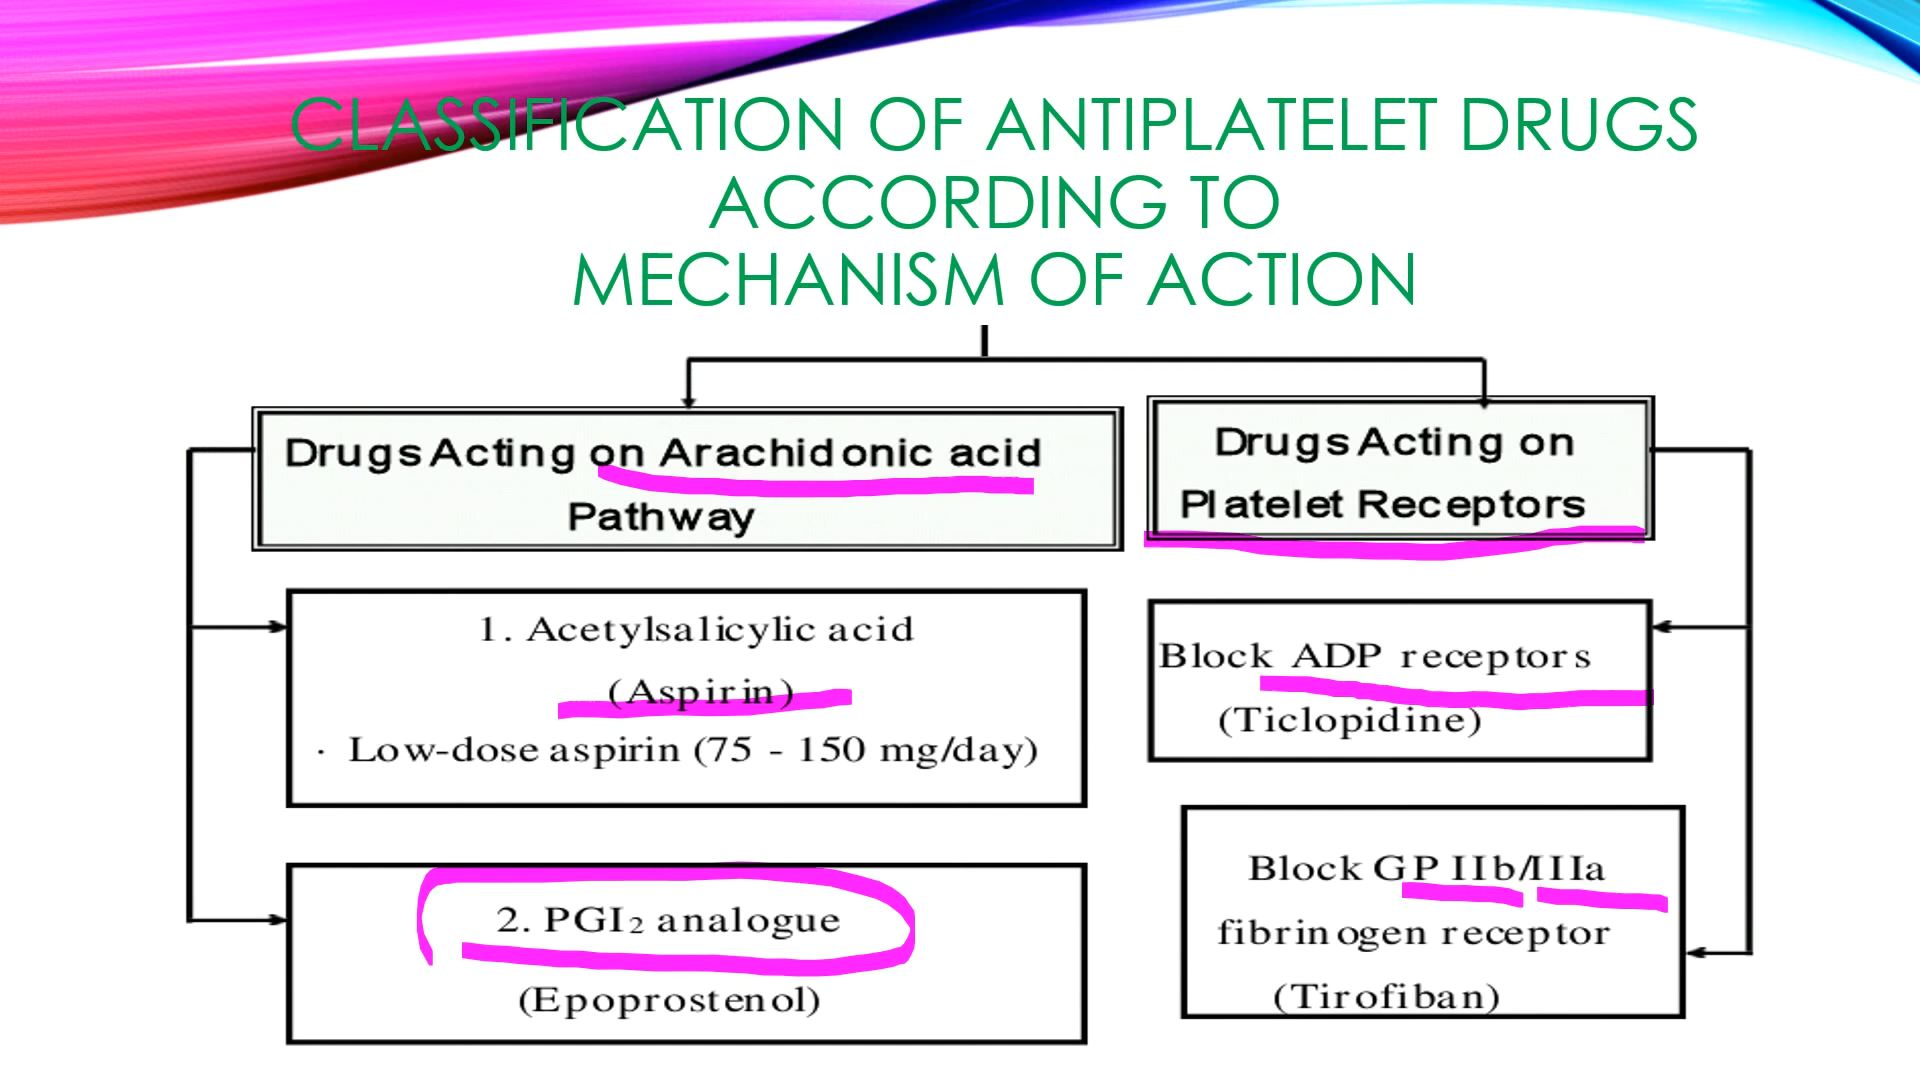 CLASSIFICATION OF ANTIPLATELET DRUGS
ACCORDING TO
MECHANISM OF ACTION
Drugs Acting on Arachidonic acid
Pathway
1. Acetylsalicylic acid
(Aspirin)
· Low-dose aspirin (75 - 150 mg/day)
2. PGI₂ analogue
(Epoprostenol)
Drugs Acting on
Platelet Receptors
Block ADP receptors
(Ticlopidine)
Block GP IIb/IIIa
fibrinogen receptor
(Tirofiban)